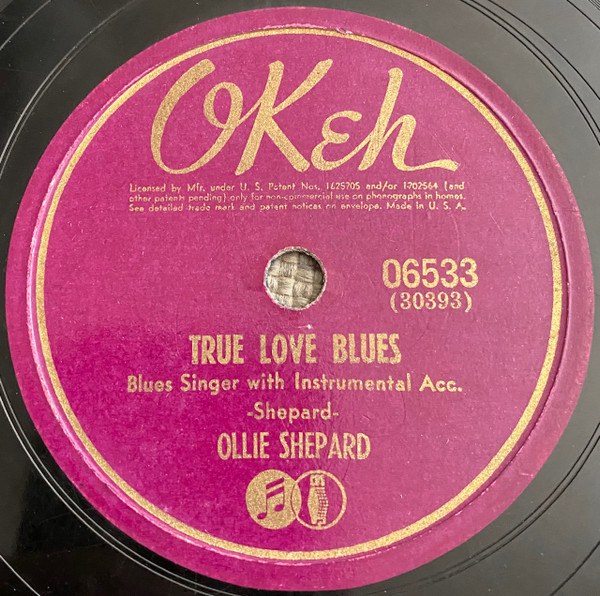 OKeh
Licensed by Mfr. under U. S. Patent Nos. 1625705 and/or 1702564 (and
other patents pending) only for non-commercial use on phonographs in homes.
See detailed trade mark and patent notices on envelope. Made in U. S. A.
06533
(30393)
TRUE LOVE BLUES
Blues Singer with Instrumental Acc.
-Shepard-
OLLIE SHEPARD